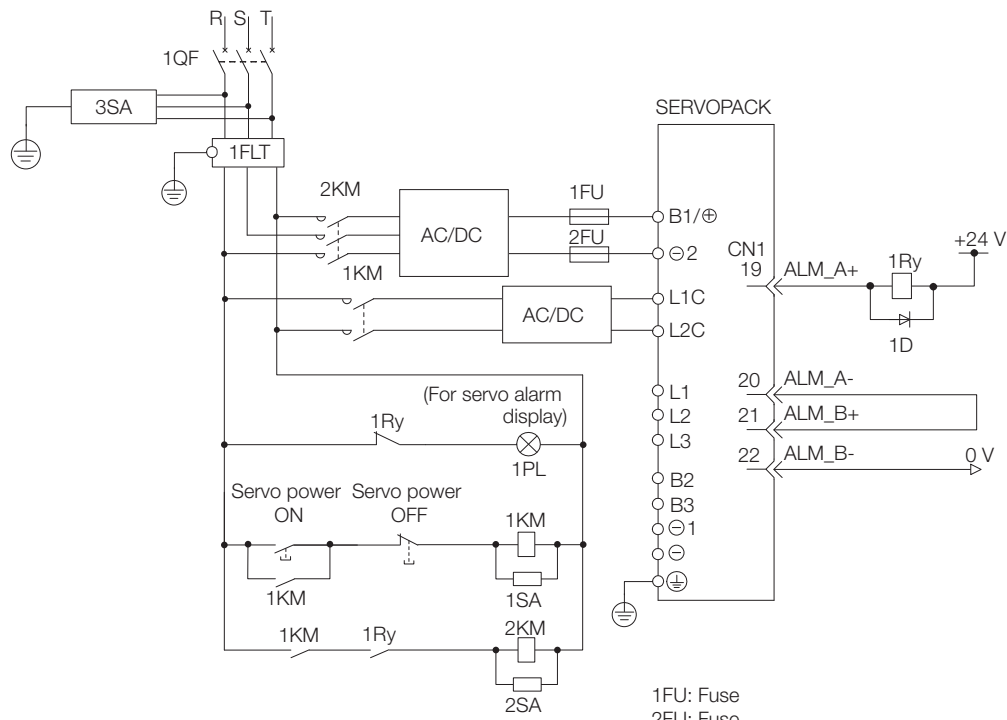 R S T
1QF
3SA
1FLT
SERVOPACK
2KM
1FU
AC/DC
B1/⊕
2FU
⊖2
CN1
+24 V
1KM
19 ALM_A+
1Ry
L1C
AC/DC
L2C
1D
20 ALM_A-
L1
(For servo alarm
display)
L2
21 ALM_B+
1Ry
L3
22 ALM_B-
0 V
1PL
B2
Servo power
ON
Servo power
OFF
B3
1KM
⊖1
⊖
1KM
1SA
1KM
1Ry
2KM
2SA
1FU: Fuse